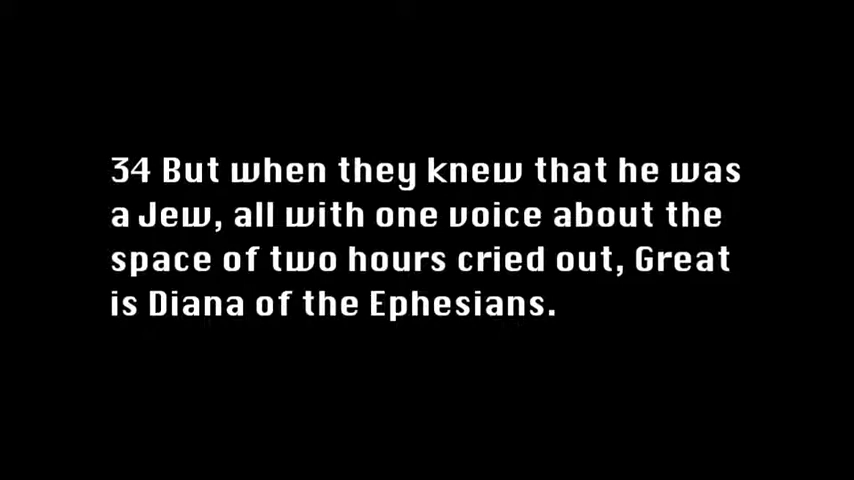 34 But when they knew that he was
a Jew, all with one voice about the
space of two hours cried out, Great
is Diana of the Ephesians.